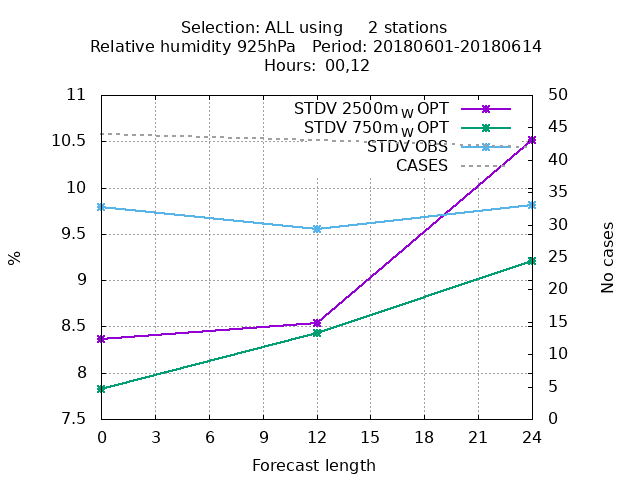 Selection: ALL using     2 stations
Relative humidity 925hPa   Period: 20180601-20180614
Hours: 00,12
11
10.5
10
9.5
9
8.5
8
7.5
%
50
45
40
35
30
25
20
15
10
5
0
No cases
STDV 2500m_W OPT
STDV 750m_W OPT
STDV OBS
CASES
0 3 6 9 12 15 18 21 24
Forecast length